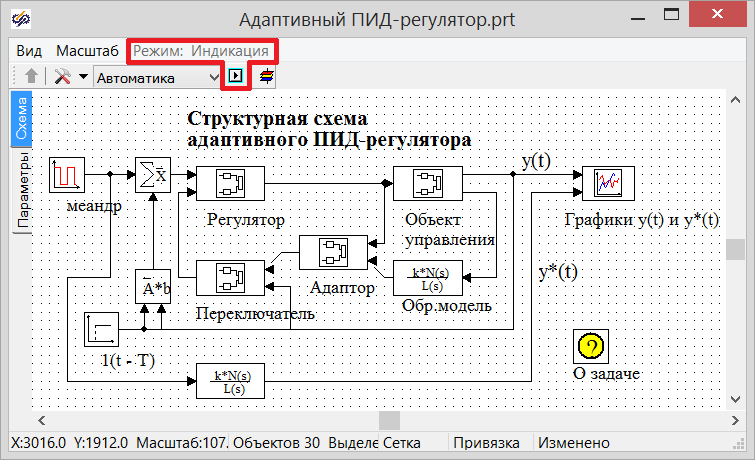 Адаптивный ПИД-регулятор.prt
Вид Масштаб Режим: Индикация
Автоматика
Схема
Параметры
Структурная схема
адаптивного ПИД-регулятора
меандр
Σx
Регулятор
Объект
управления
y(t)
Графики y(t) и y*(t)
y*(t)
A*b
Переключатель
Адаптор
k*N(s)
L(s)
Обр.модель
1(t - T)
k*N(s)
L(s)
?
О задаче
X:3016.0 Y:1912.0 Масштаб:107. Объектов 30 Выделе Сетка Привязка Изменено